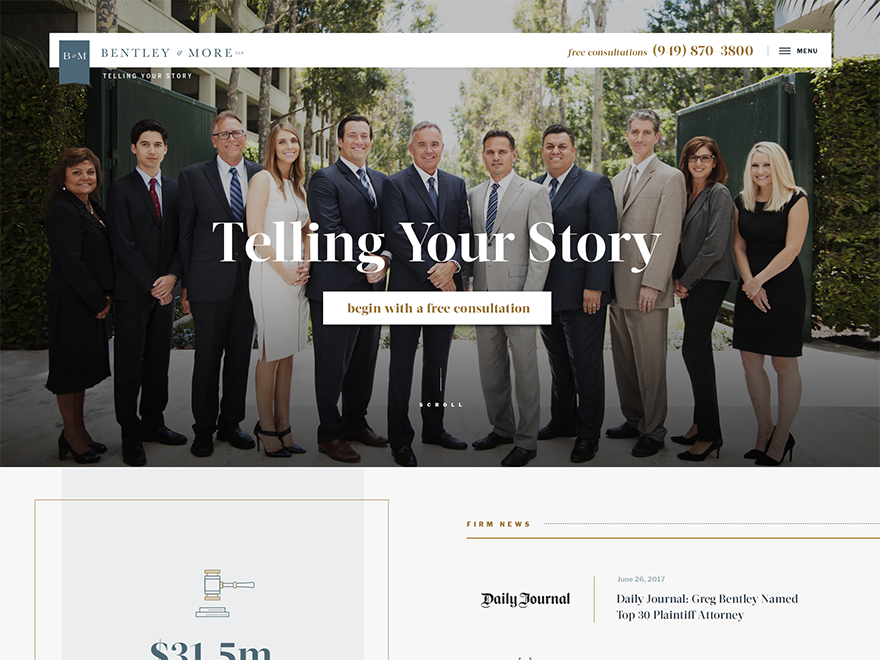 B&M
BENTLEY & MORE LLP
free consultations (949) 870-3800
MENU
TELLING YOUR STORY
Telling Your Story
begin with a free consultation
SCROLL
FIRM NEWS
June 26, 2017
Daily Journal
Daily Journal: Greg Bentley Named
Top 30 Plaintiff Attorney
$31.5m